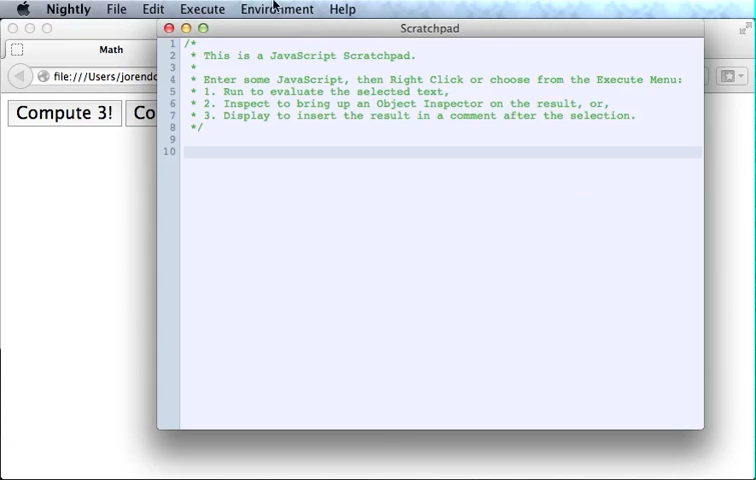 Nightly File Edit Execute Environment Help
Scratchpad
Math
file:///Users/jorendo
Compute 3! Co
1 /*
2 * This is a JavaScript Scratchpad.
3 *
4 * Enter some JavaScript, then Right Click or choose from the Execute Menu:
5 * 1. Run to evaluate the selected text,
6 * 2. Inspect to bring up an Object Inspector on the result, or,
7 * 3. Display to insert the result in a comment after the selection.
8 */
9
10